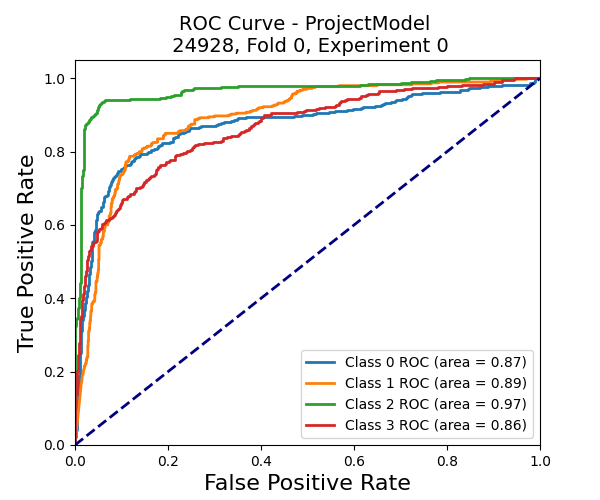 ROC Curve - ProjectModel
24928, Fold 0, Experiment 0
True Positive Rate
1.0
0.8
0.6
0.4
0.2
0.0
Class 0 ROC (area = 0.87)
Class 1 ROC (area = 0.89)
Class 2 ROC (area = 0.97)
Class 3 ROC (area = 0.86)
0.0 0.2 0.4 0.6 0.8 1.0
False Positive Rate